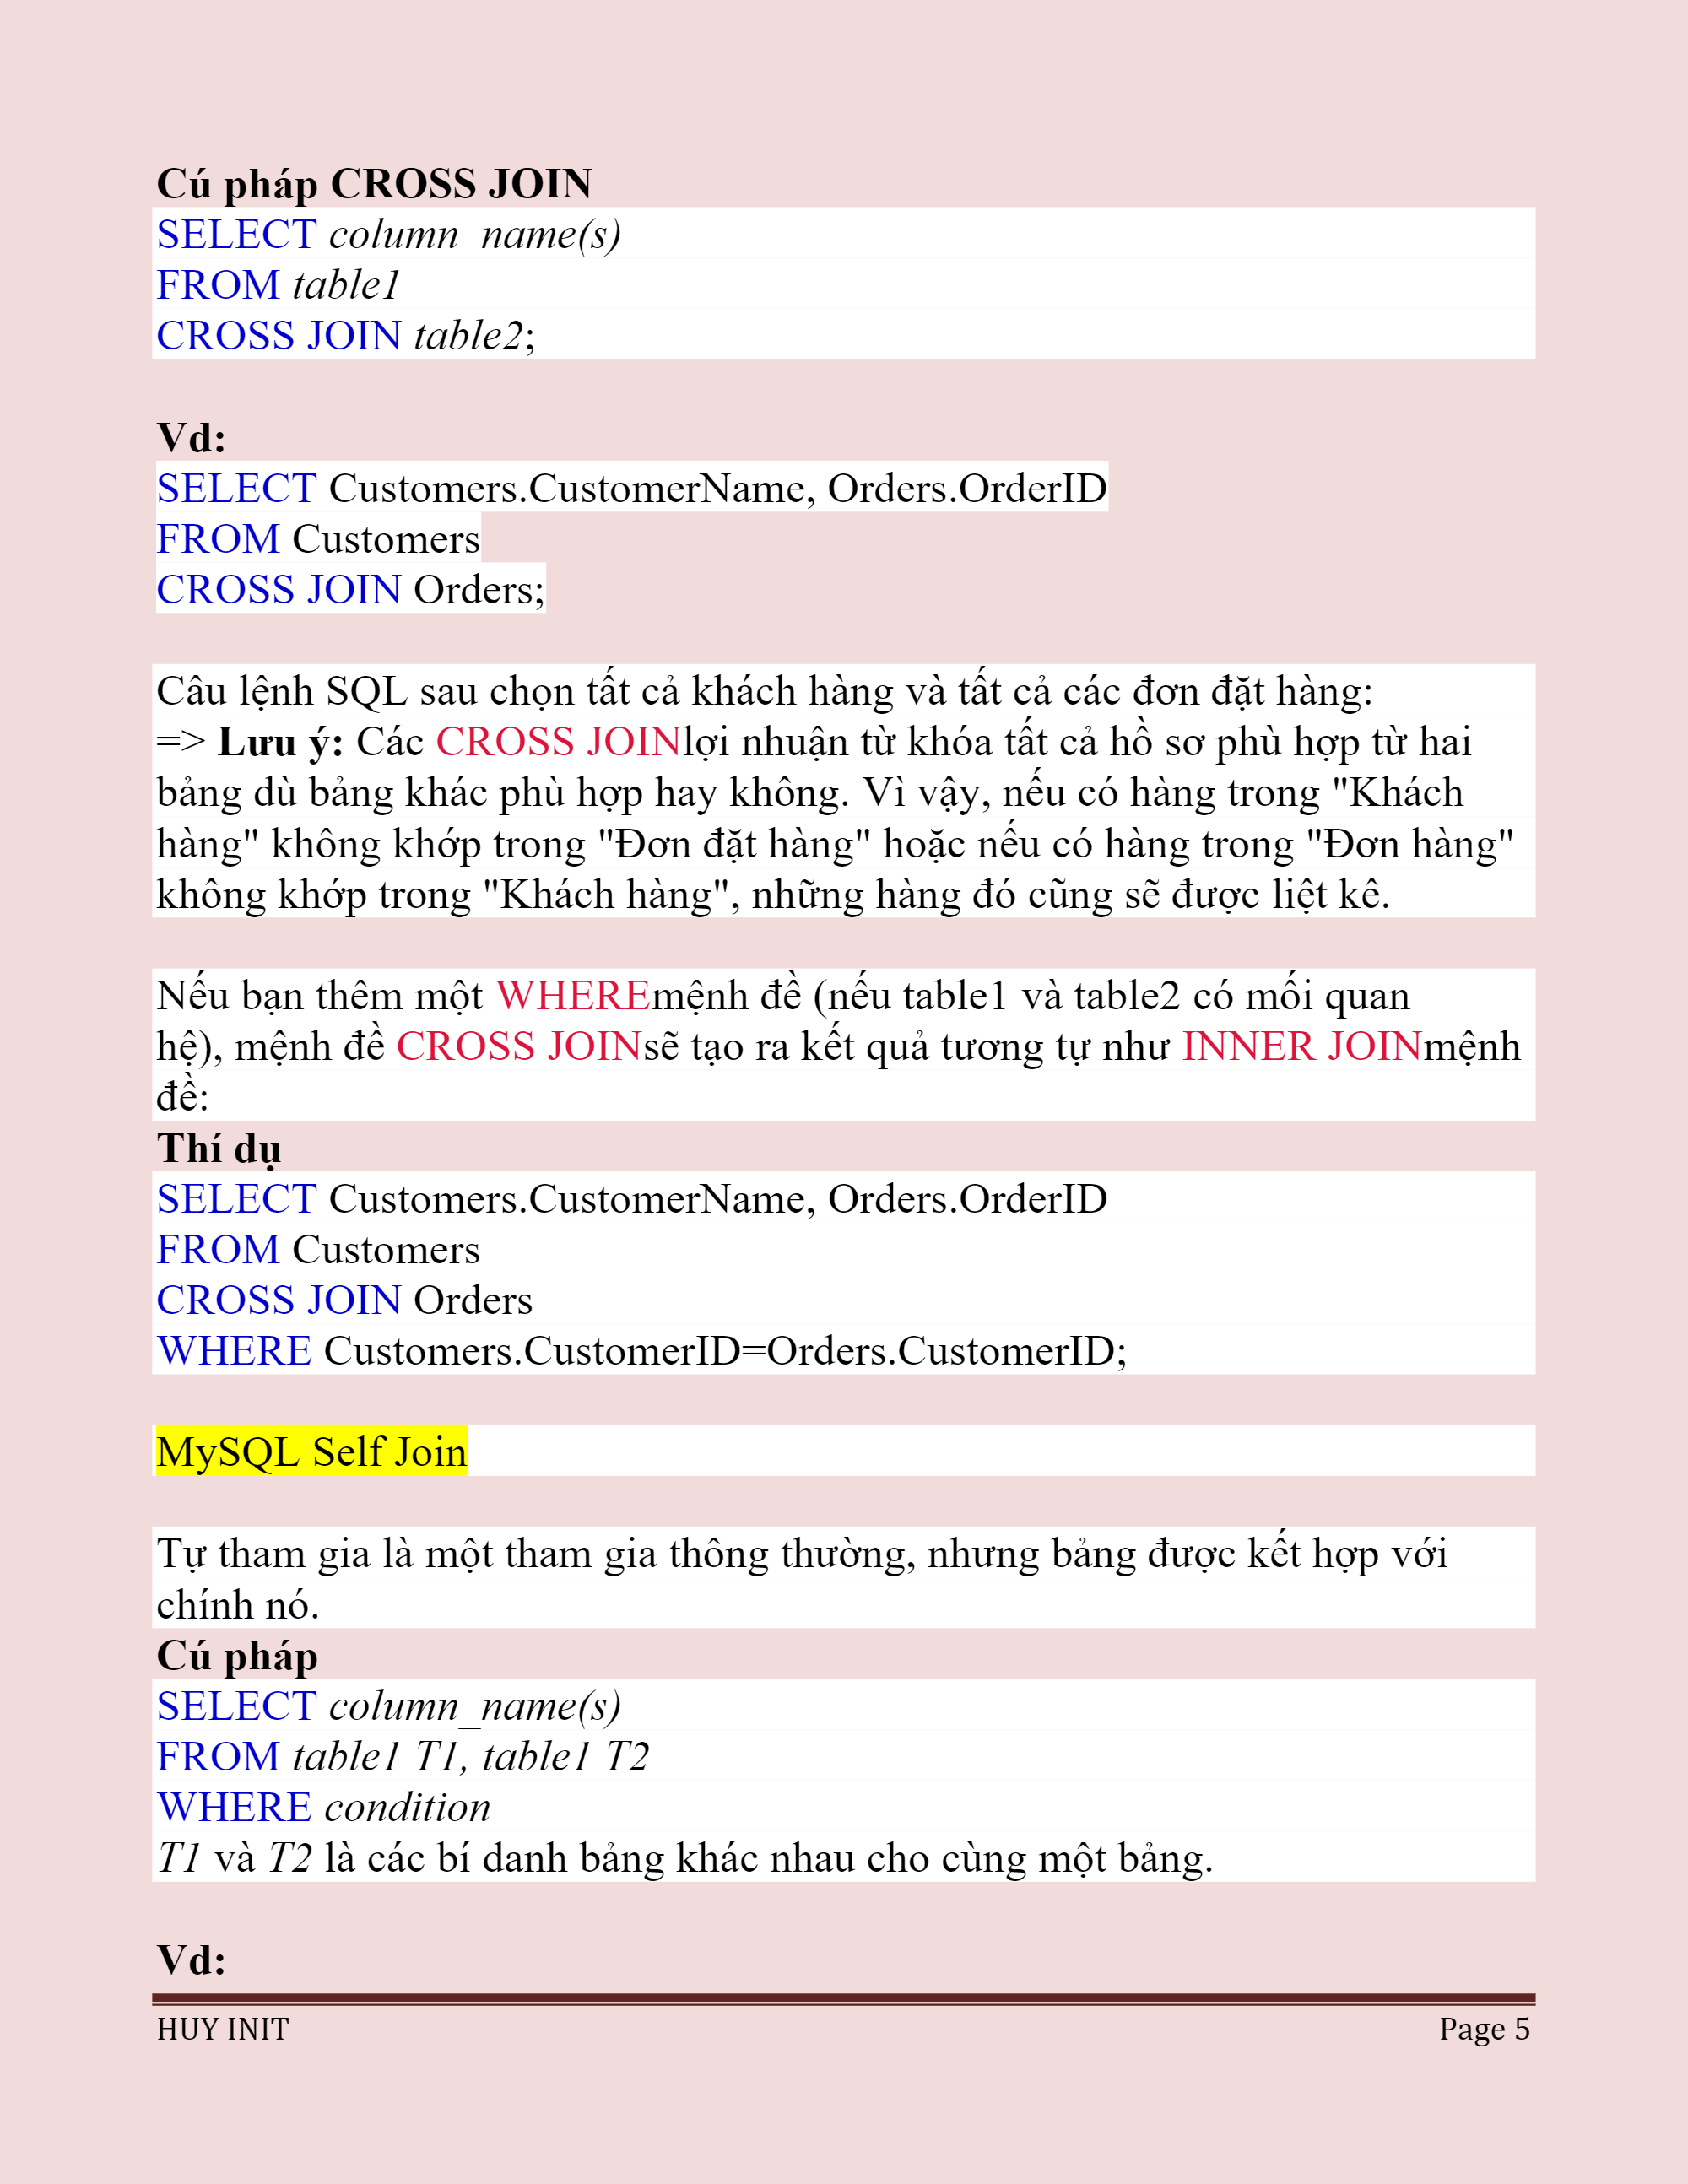 Cú pháp CROSS JOIN
SELECT column_name(s)
FROM table1
CROSS JOIN table2;
Vd:
SELECT Customers.CustomerName, Orders.OrderID
FROM Customers
CROSS JOIN Orders;
Câu lệnh SQL sau chọn tất cả khách hàng và tất cả các đơn đặt hàng:
=> Lưu ý: Các CROSS JOINlợi nhuận từ khóa tất cả hồ sơ phù hợp từ hai
bảng dù bảng khác phù hợp hay không. Vì vậy, nếu có hàng trong "Khách
hàng" không khớp trong "Đơn đặt hàng" hoặc nếu có hàng trong "Đơn hàng"
không khớp trong "Khách hàng", những hàng đó cũng sẽ được liệt kê.
Nếu bạn thêm một WHEREmệnh đề (nếu table1 và table2 có mối quan
hệ), mệnh đề CROSS JOINsẽ tạo ra kết quả tương tự như INNER JOINmệnh
đề:
Thí dụ
SELECT Customers.CustomerName, Orders.OrderID
FROM Customers
CROSS JOIN Orders
WHERE Customers.CustomerID=Orders.CustomerID;
MySQL Self Join
Tự tham gia là một tham gia thông thường, nhưng bảng được kết hợp với
chính nó.
Cú pháp
SELECT column_name(s)
FROM table1 T1, table1 T2
WHERE condition
T1 và T2 là các bí danh bảng khác nhau cho cùng một bảng.
Vd:
HUY INIT Page 5